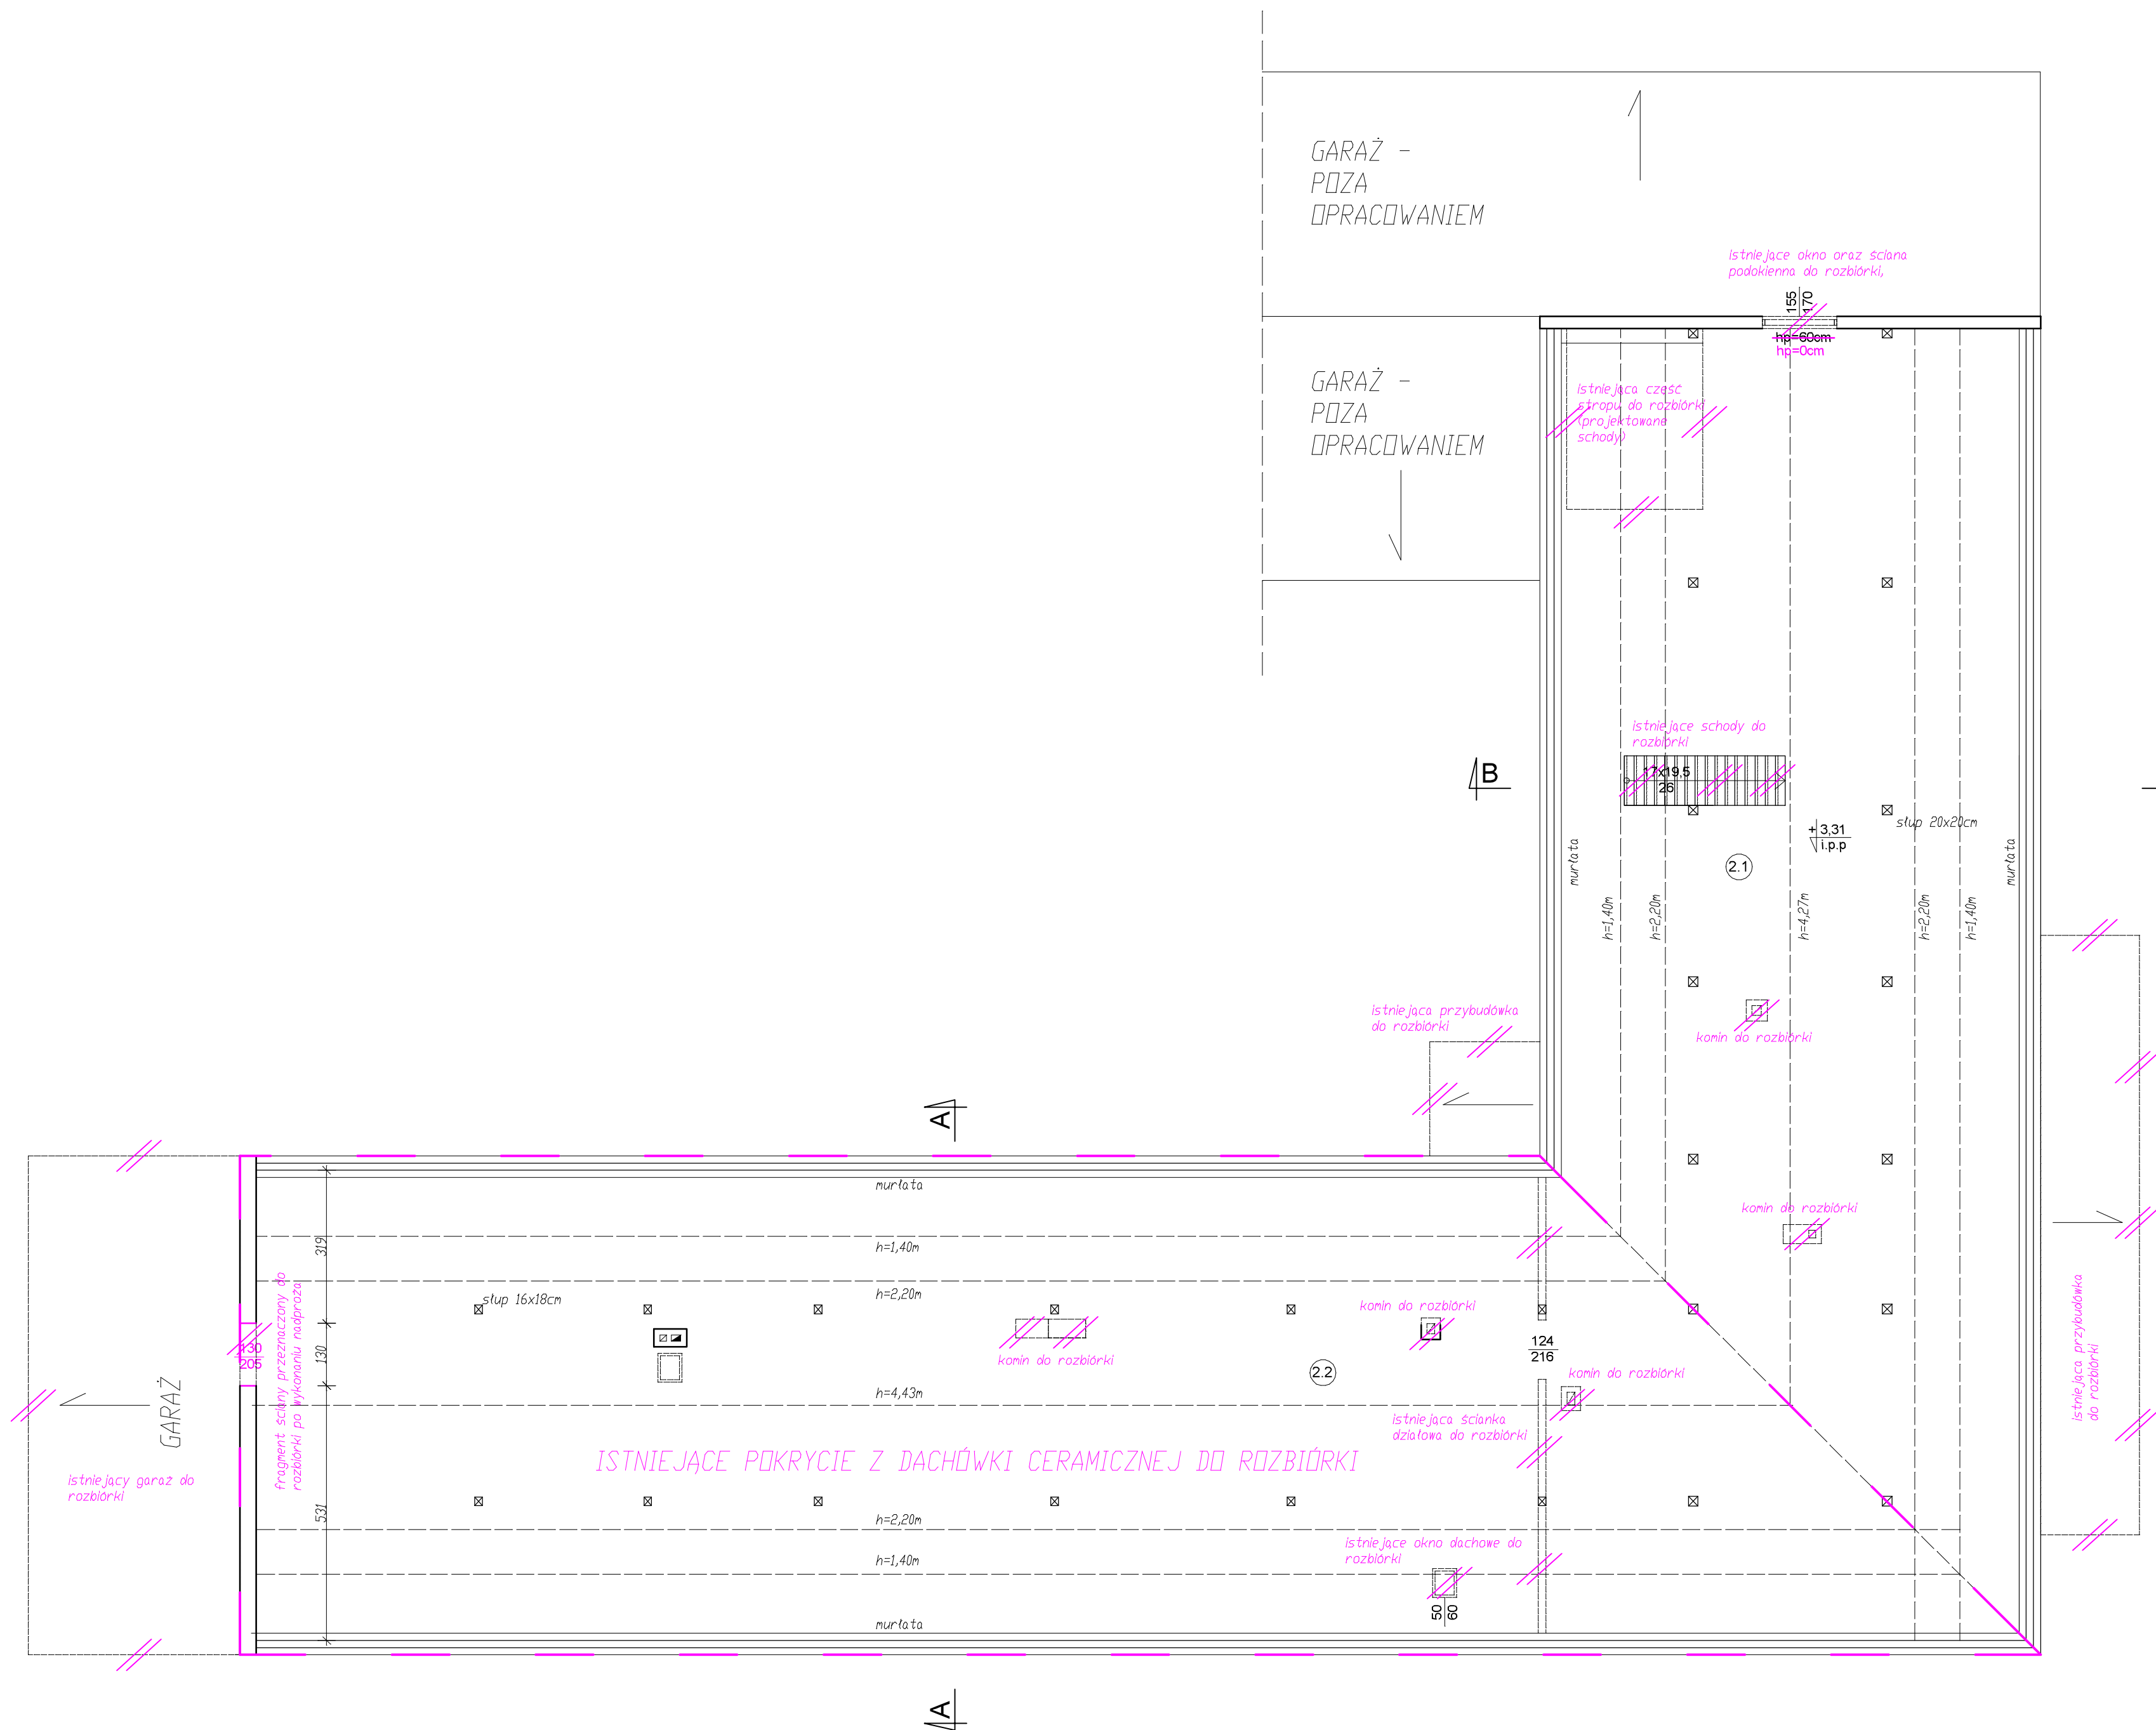 GARAŻ -
POZA
OPRACOWANIEM
istniejące okno oraz ściana
podokienna do rozbiórki,
155
170
hp=60cm
hp=0cm
GARAŻ -
POZA
OPRACOWANIEM
istniejąca część
stropu do rozbiórki
(projektowane
schody)
istniejące schody do
rozbiórki
B
17x19,5
26
słup 20x20cm
+ 3,31
i.p.p
2.1
murłata
murłata
h=1,40m
h=2,20m
h=4,27m
h=2,20m
h=1,40m
istniejąca przybudówka
do rozbiórki
komin do rozbiórki
A
murłata
komin do rozbiórki
319
h=1,40m
h=2,20m
słup 16x18cm
komin do rozbiórki
130
205
130
fragment ściany przeznaczony do
rozbiórki po wykonaniu nadproża
komin do rozbiórki
2.2
124
216
komin do rozbiórki
istniejąca przybudówka
do rozbiórki
GARAŻ
h=4,43m
istniejąca ścianka
działowa do rozbiórki
ISTNIEJĄCE POKRYCIE Z DACHÓWKI CERAMICZNEJ DO ROZBIÓRKI
istniejący garaż do
rozbiórki
531
h=2,20m
istniejące okno dachowe do
rozbiórki
h=1,40m
50
60
murłata
A